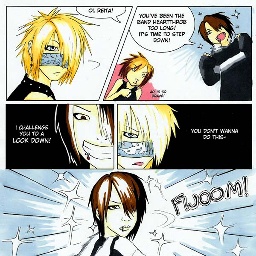 OI, REITA!
YOU'VE BEEN THE
BAND HEARTTHROB
TOO LONG!
IT'S TIME TO STEP
DOWN!
I CHALLENGE
YOU TO A
LOOK DOWN!
YOU DON'T WANNA
DO THIS-
FWOOM!